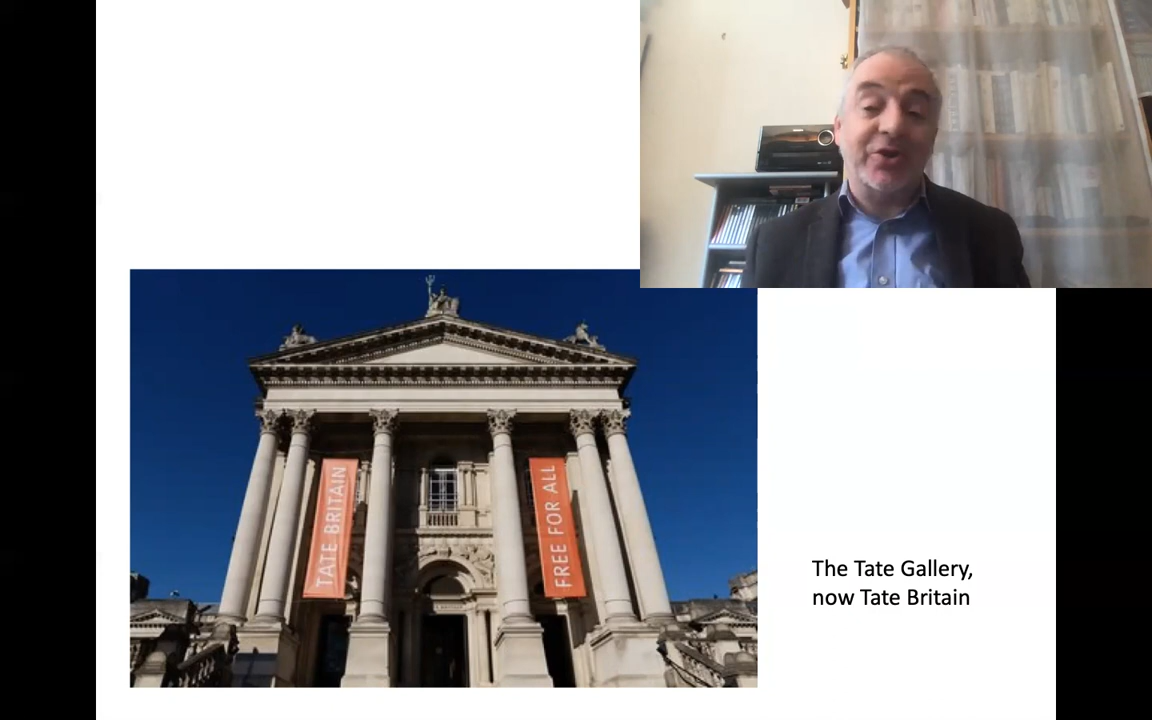 TATE BRITAIN
FREE FOR ALL
The Tate Gallery,
now Tate Britain